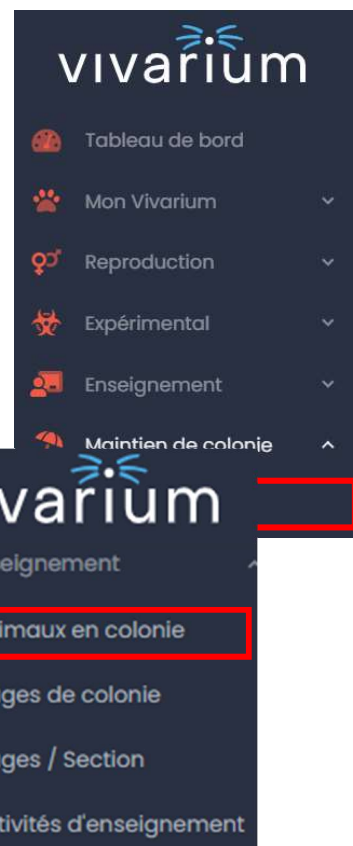 vivarium
Tableau de bord
Mon Vivarium
Reproduction
Expérimental
Enseignement
Maintien de colonie
varium
eignement
imaux en colonie
ges de colonie
ges / Section
tivités d'enseignement